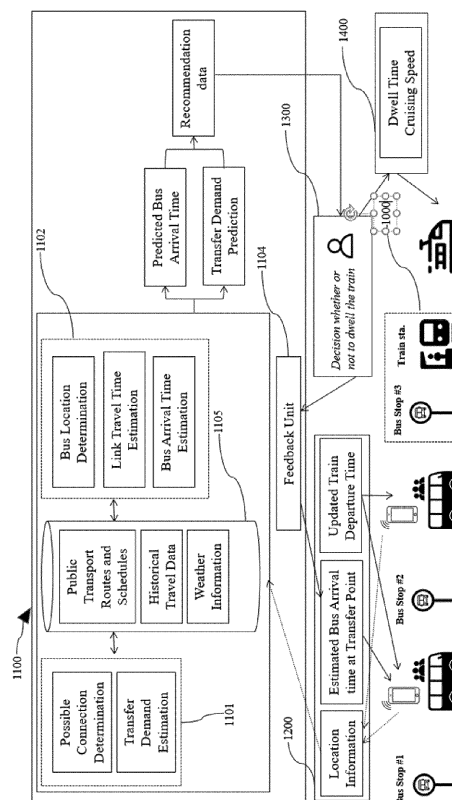 1100
Possible
Connection
Determination
Transfer
Demand
Estimation
1101
Public
Transport
Routes and
Schedules
Historical
Travel Data
Weather
Information
1105
Bus Location
Determination
Link Travel Time
Estimation
Bus Arrival Time
Estimation
1102
Predicted Bus
Arrival Time
Transfer Demand
Prediction
Recommendation
data
Feedback Unit
1104
1200
Location
Information
Estimated Bus Arrival
time at Transfer Point
Updated Train
Departure Time
1300
Decision whether or
not to dwell the train
1400
Dwell Time
Cruising Speed
1000
Bus Stop #1
Bus Stop #2
Bus Stop #3
Train sta.